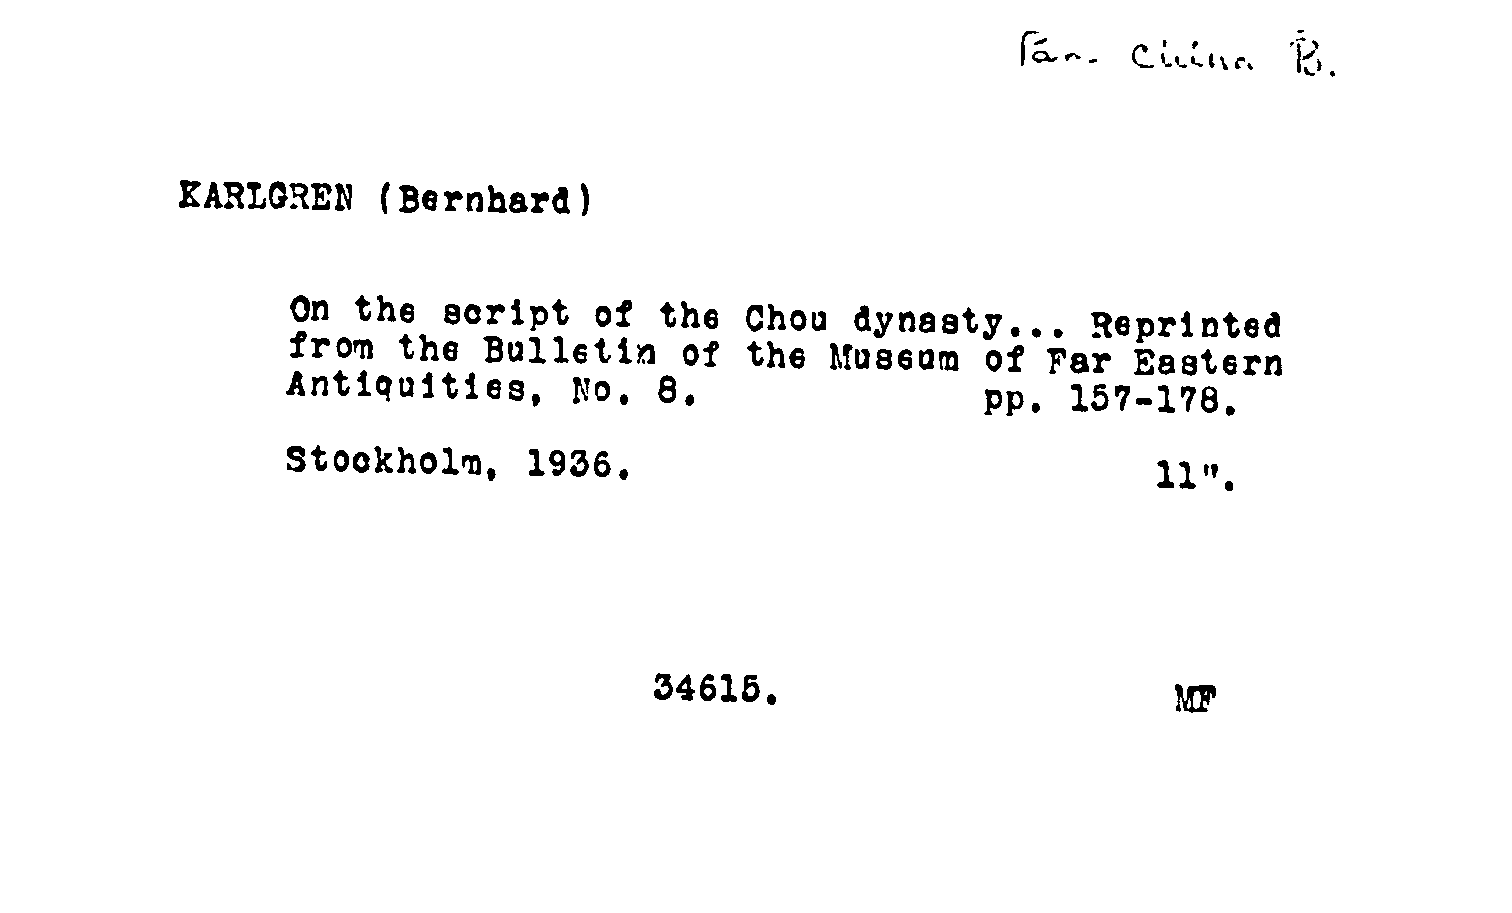 Pam. China B.
KARLGREN (Bernhard)
On the script of the Chou dynasty... Reprinted
from the Bulletin of the Museum of Far Eastern
Antiquities, No. 8. pp. 157-178.
Stockholm, 1936. 11".
34615. MF